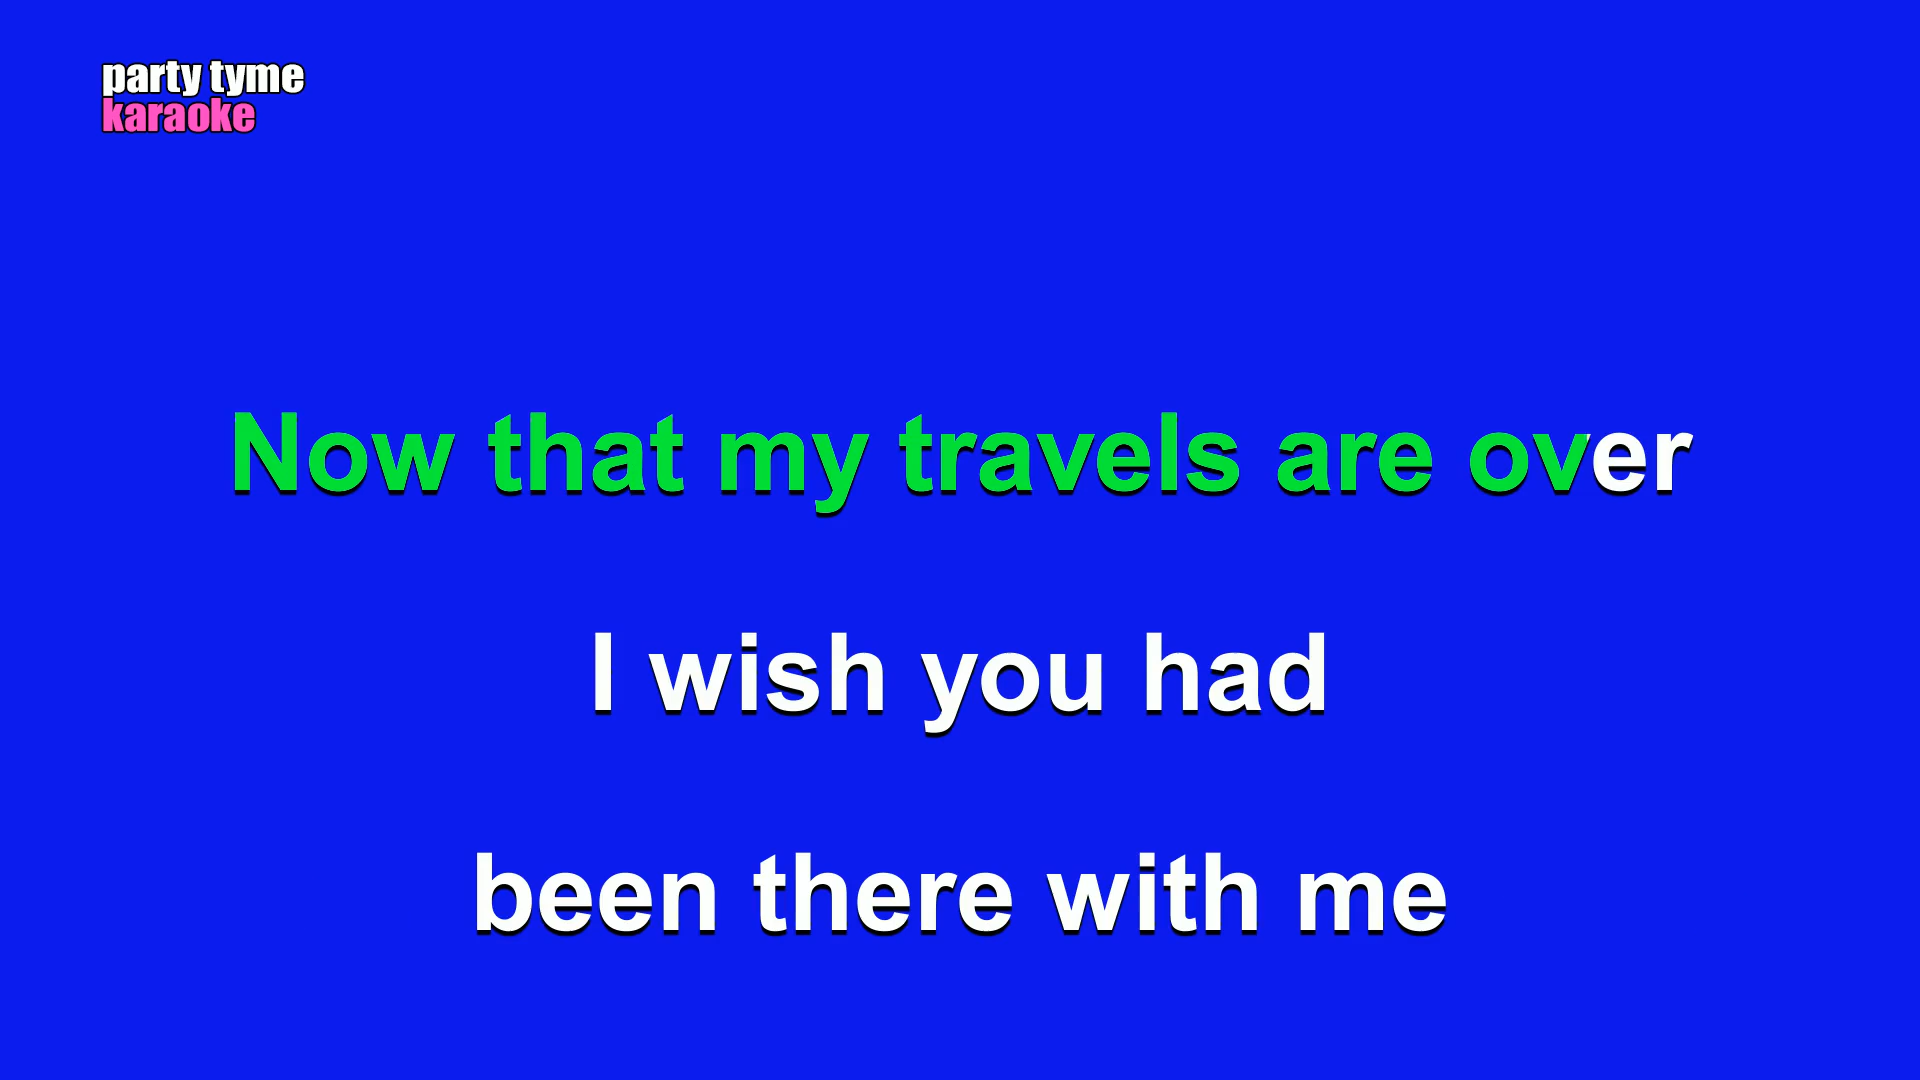 party tyme
karaoke
Now that my travels are over
I wish you had
been there with me